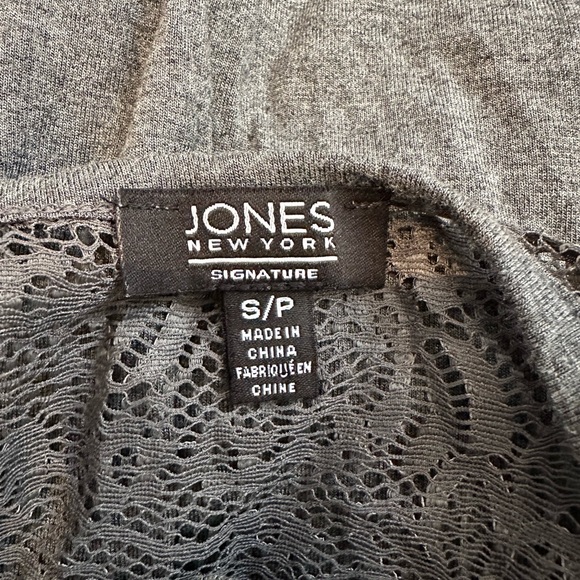 JONES
NEW YORK
SIGNATURE
S/P
MADE IN
CHINA
FABRIQUÉ EN
CHINE